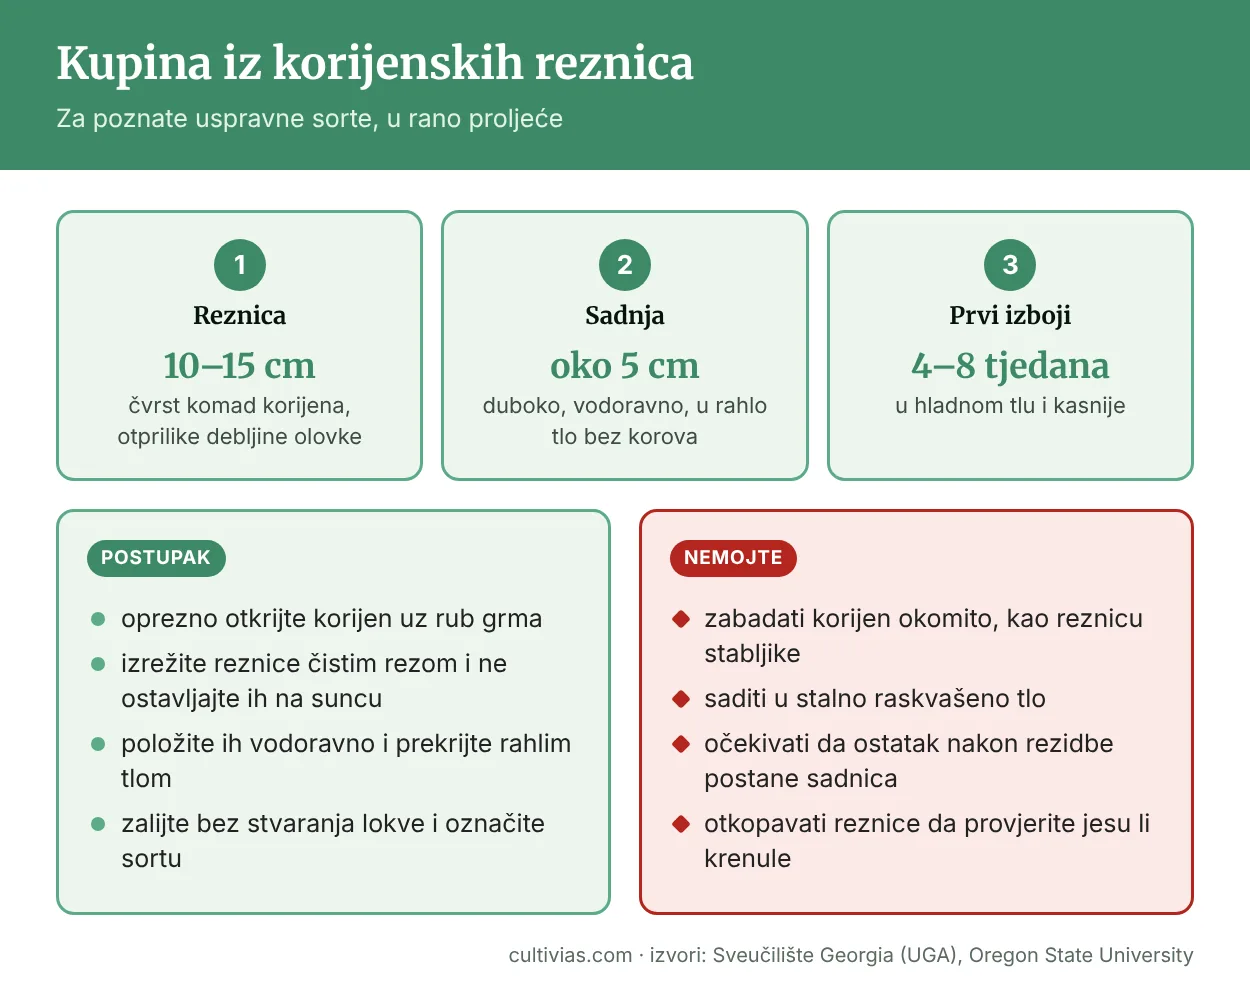 Kupina iz korijenskih reznica
Za poznate uspravne sorte, u rano proljeće
1
Reznica
10–15 cm
čvrst komad korijena,
otprilike debljine olovke
2
Sadnja
oko 5 cm
duboko, vodoravno, u rahlo
tlo bez korova
3
Prvi izboji
4–8 tjedana
u hladnom tlu i kasnije
POSTUPAK
oprezno otkrijte korijen uz rub grma
izrežite reznice čistim rezom i ne
ostavljajte ih na suncu
položite ih vodoravno i prekrijte rahlim
tlom
zalijte bez stvaranja lokve i označite
sortu
NEMOJTE
zabadati korijen okomito, kao reznicu
stabljike
saditi u stalno raskvašeno tlo
očekivati da ostatak nakon rezidbe
postane sadnica
otkopavati reznice da provjerite jesu li
krenule
cultivias.com · izvori: Sveučilište Georgia (UGA), Oregon State University